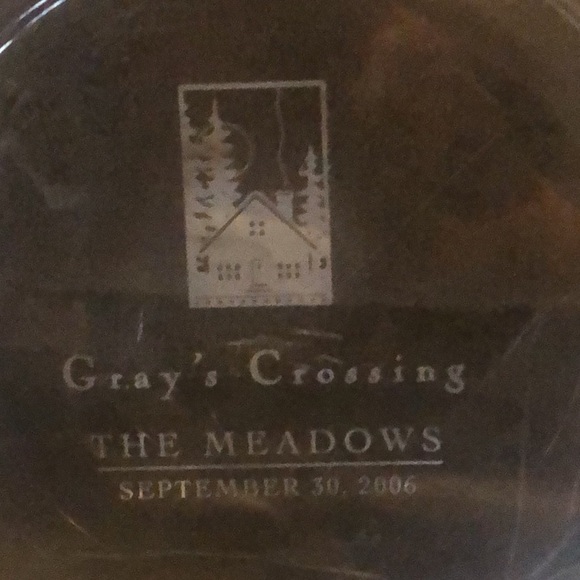 Gray's Crossing
THE MEADOWS
SEPTEMBER 30, 2006